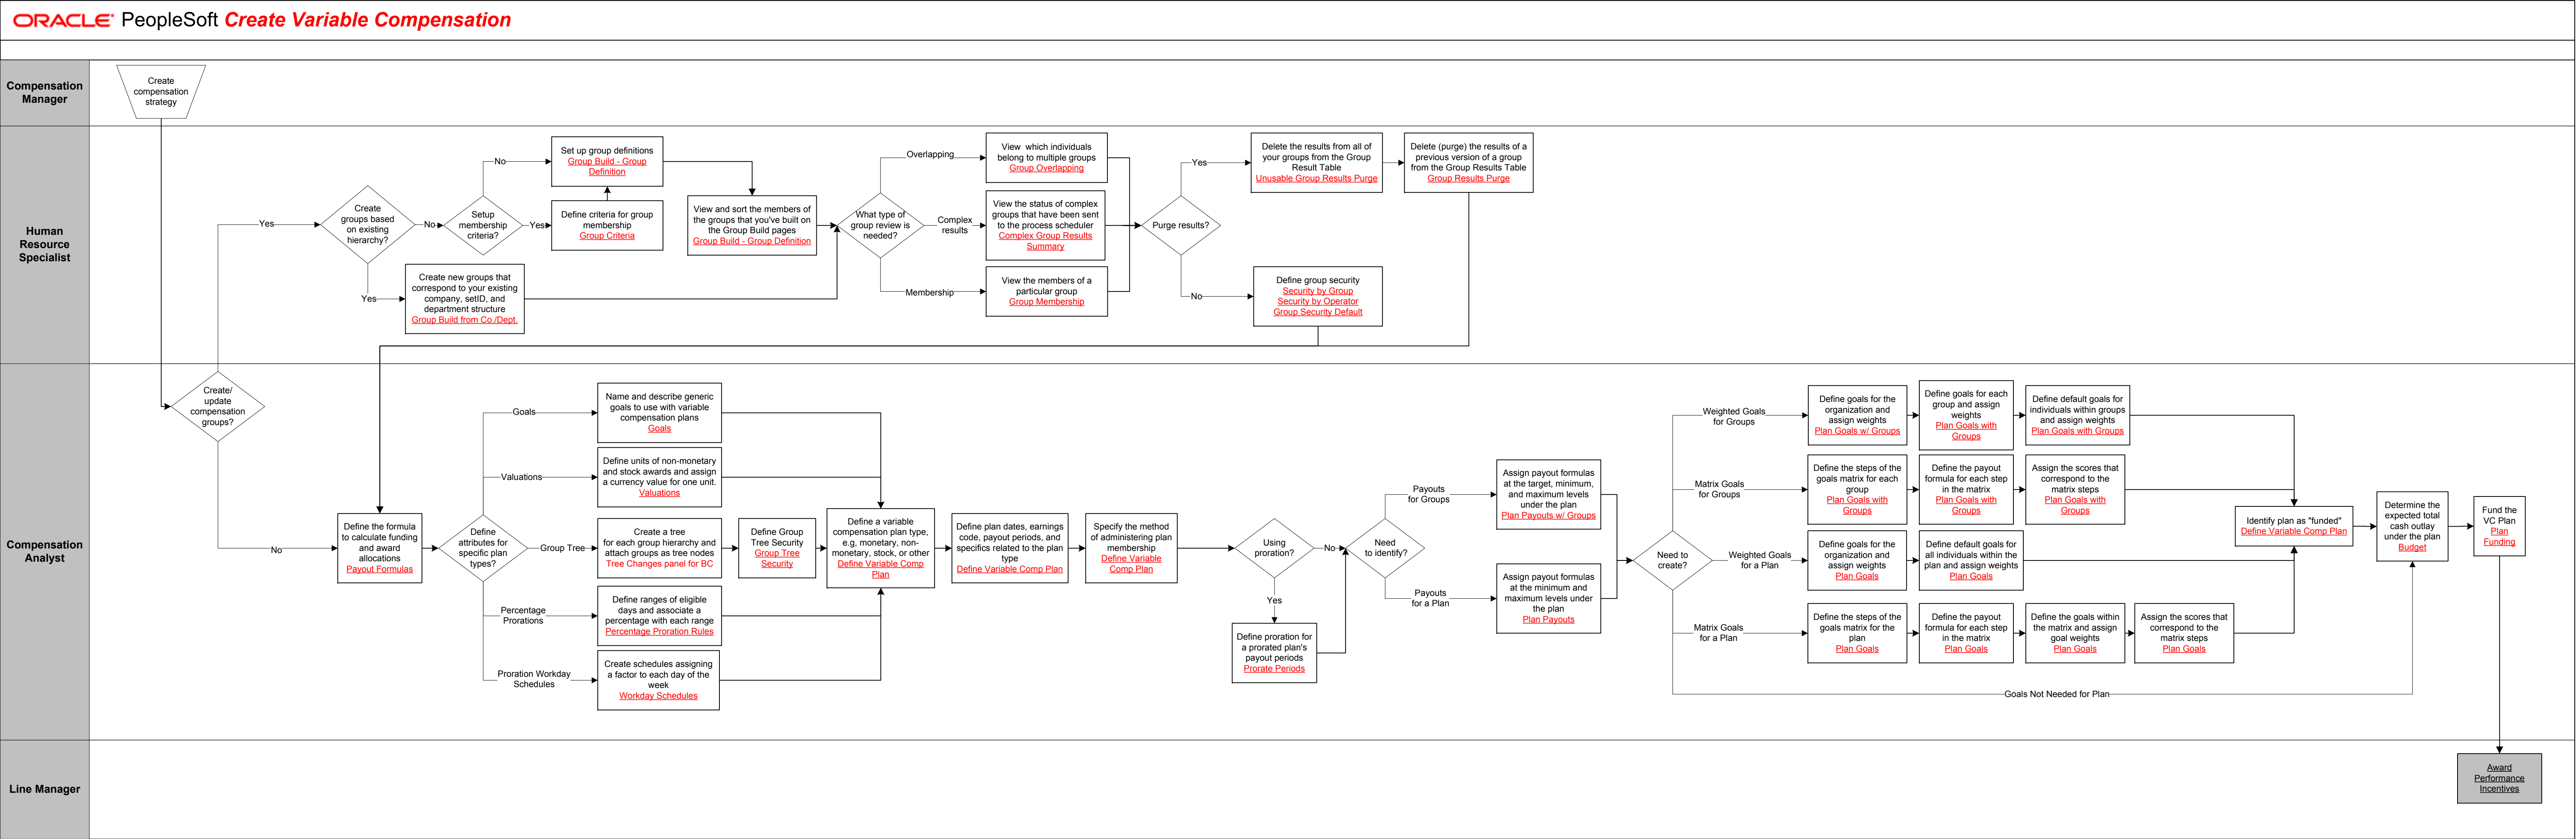 ORACLE PeopleSoft Create Variable Compensation
Compensation
Manager
Create
compensation
strategy
Human
Resource
Specialist
Yes
Create
groups based
on existing
hierarchy?
No
Setup
membership
criteria?
No
Yes
Set up group definitions
Group Build - Group
Definition
Define criteria for group
membership
Group Criteria
Yes
Create new groups that
correspond to your existing
company, setID, and
department structure
Group Build from Co./Dept.
View and sort the members of
the groups that you've built on
the Group Build pages
Group Build - Group Definition
What type of
group review is
needed?
Overlapping
Complex
results
Membership
View  which individuals
belong to multiple groups
Group Overlapping
View the status of complex
groups that have been sent
to the process scheduler
Complex Group Results
Summary
View the members of a
particular group
Group Membership
Purge results?
Yes
No
Delete the results from all of
your groups from the Group
Result Table
Unusable Group Results Purge
Delete (purge) the results of a
previous version of a group
from the Group Results Table
Group Results Purge
Define group security
Security by Group
Security by Operator
Group Security Default
Compensation
Analyst
Create/
update
compensation
groups?
No
Define the formula
to calculate funding
and award
allocations
Payout Formulas
Define
attributes for
specific plan
types?
Goals
Valuations
Group Tree
Percentage
Prorations
Proration Workday
Schedules
Name and describe generic
goals to use with variable
compensation plans
Goals
Define units of non-monetary
and stock awards and assign
a currency value for one unit.
Valuations
Create a tree
for each group hierarchy and
attach groups as tree nodes
Tree Changes panel for BC
Define Group
Tree Security
Group Tree
Security
Define ranges of eligible
days and associate a
percentage with each range
Percentage Proration Rules
Create schedules assigning
a factor to each day of the
week
Workday Schedules
Define a variable
compensation plan type,
e.g, monetary, non-
monetary, stock, or other
Define Variable Comp
Plan
Define plan dates, earnings
code, payout periods, and
specifics related to the plan
type
Define Variable Comp Plan
Specify the method
of administering plan
membership
Define Variable
Comp Plan
Using
proration?
No
Yes
Define proration for
a prorated plan's
payout periods
Prorate Periods
Need
to identify?
Payouts
for Groups
Payouts
for a Plan
Assign payout formulas
at the target, minimum,
and maximum levels
under the plan
Plan Payouts w/ Groups
Assign payout formulas
at the minimum and
maximum levels under
the plan
Plan Payouts
Need to
create?
Weighted Goals
for Groups
Matrix Goals
for Groups
Weighted Goals
for a Plan
Matrix Goals
for a Plan
Goals Not Needed for Plan
Define goals for the
organization and
assign weights
Plan Goals w/ Groups
Define goals for each
group and assign
weights
Plan Goals with
Groups
Define default goals for
individuals within groups
and assign weights
Plan Goals with Groups
Define the steps of the
goals matrix for each
group
Plan Goals with
Groups
Define the payout
formula for each step
in the matrix
Plan Goals with
Groups
Assign the scores that
correspond to the
matrix steps
Plan Goals with
Groups
Define goals for the
organization and
assign weights
Plan Goals
Define default goals for
all individuals within the
plan and assign weights
Plan Goals
Define the steps of the
goals matrix for the
plan
Plan Goals
Define the payout
formula for each step
in the matrix
Plan Goals
Define the goals within
the matrix and assign
goal weights
Plan Goals
Assign the scores that
correspond to the
matrix steps
Plan Goals
Identify plan as "funded"
Define Variable Comp Plan
Determine the
expected total
cash outlay
under the plan
Budget
Fund the
VC Plan
Plan
Funding
Line Manager
Award
Performance
Incentives